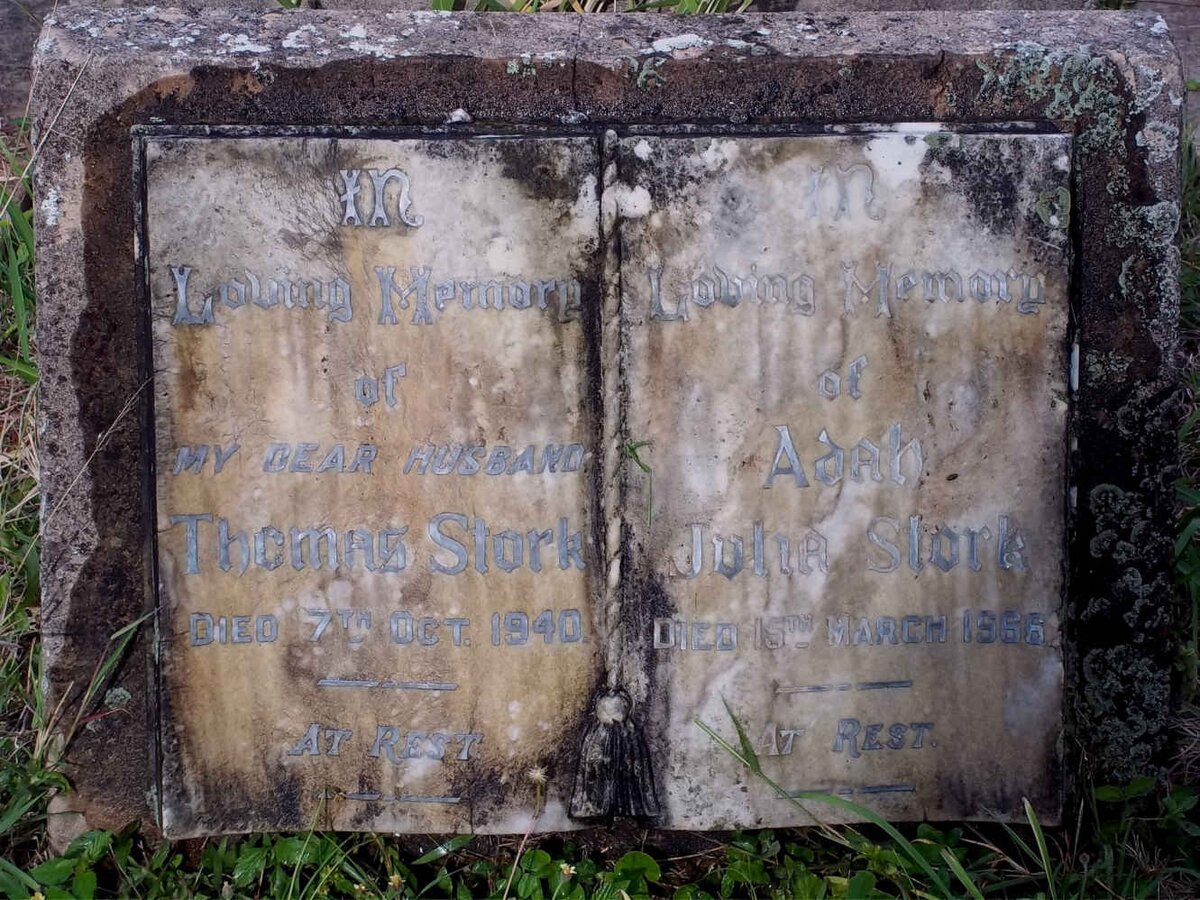 In
Loving Memory
of
MY DEAR HUSBAND
Thomas Stork
DIED 7TH OCT. 1940.
AT REST
In
Loving Memory
of
Adah
Julia Stork
DIED 15TH MARCH 1966.
AT REST.